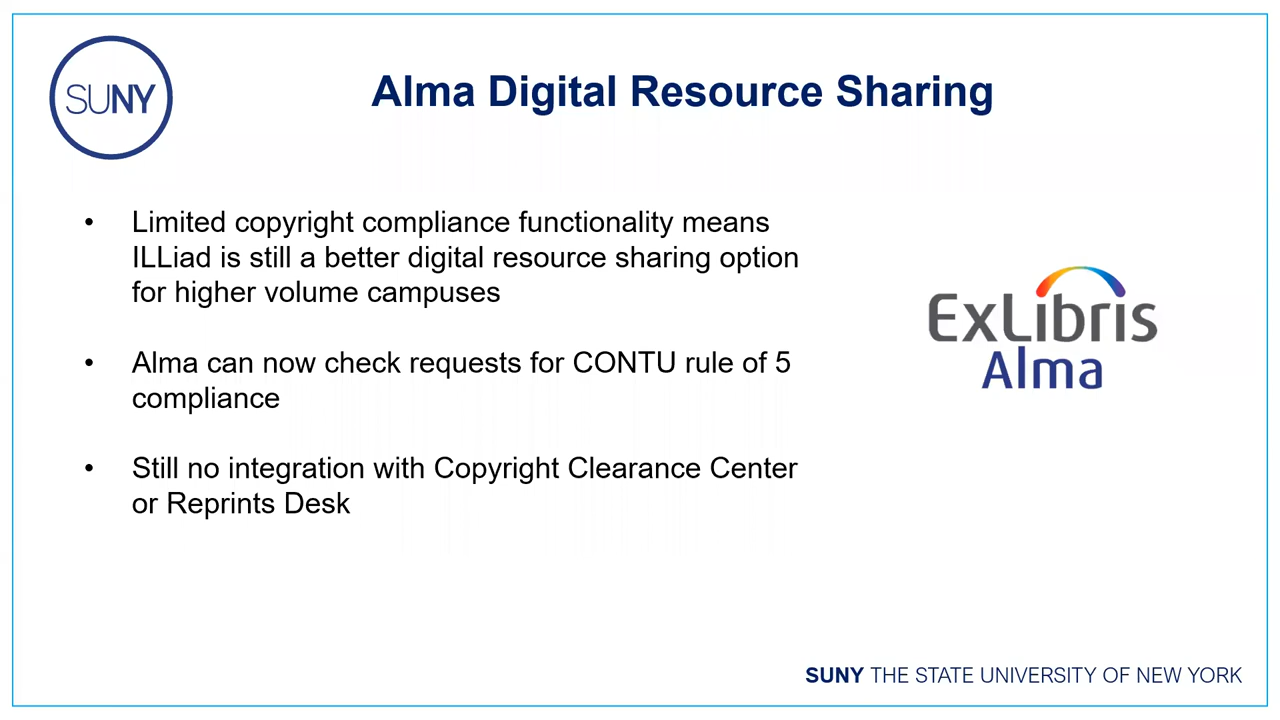 SUNY
Alma Digital Resource Sharing
• Limited copyright compliance functionality means
ILLiad is still a better digital resource sharing option
for higher volume campuses
• Alma can now check requests for CONTU rule of 5
compliance
• Still no integration with Copyright Clearance Center
or Reprints Desk
ExLibris
Alma
SUNY THE STATE UNIVERSITY OF NEW YORK